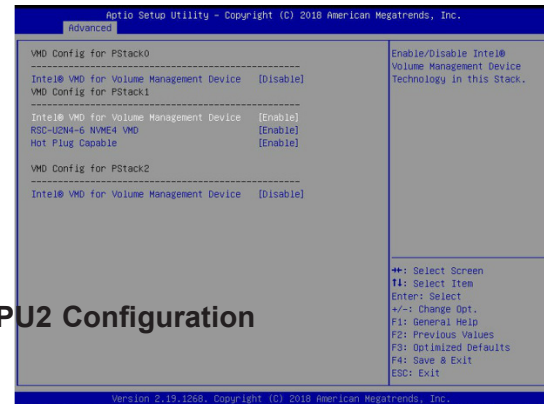 Aptio Setup Utility – Copyright (C) 2018 American Megatrends, Inc.
Advanced
VMD Config for PStack0
--------------------------------------------------
Intel® VMD for Volume Management Device [Disable]
VMD Config for PStack1
--------------------------------------------------
Intel® VMD for Volume Management Device [Enable]
RSC-U2N4-6 NVME4 VMD [Enable]
Hot Plug Capable [Enable]
VMD Config for PStack2
--------------------------------------------------
Intel® VMD for Volume Management Device [Disable]
Enable/Disable Intel®
Volume Management Device
Technology in this Stack.
→←: Select Screen
↑↓: Select Item
Enter: Select
+/-: Change Opt.
F1: General Help
F2: Previous Values
F3: Optimized Defaults
F4: Save & Exit
ESC: Exit
PU2 Configuration
Version 2.19.1268. Copyright (C) 2018 American Megatrends, Inc.